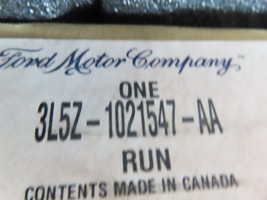 Ford Motor Company
ONE
3L5Z-1021547-AA
RUN
CONTENTS MADE IN CANADA